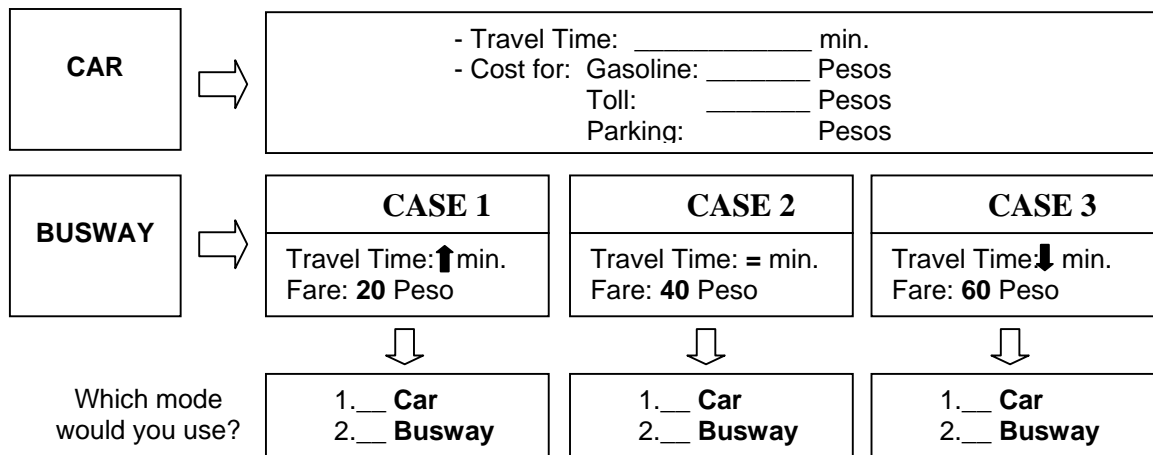 CAR
- Travel Time: ____________ min.
- Cost for: Gasoline: _______ Pesos
Toll: _______ Pesos
Parking: Pesos
BUSWAY
CASE 1
Travel Time:⬆min.
Fare: 20 Peso
CASE 2
Travel Time: = min.
Fare: 40 Peso
CASE 3
Travel Time:⬇ min.
Fare: 60 Peso
Which mode
would you use?
1.__ Car
2.__ Busway
1.__ Car
2.__ Busway
1.__ Car
2.__ Busway